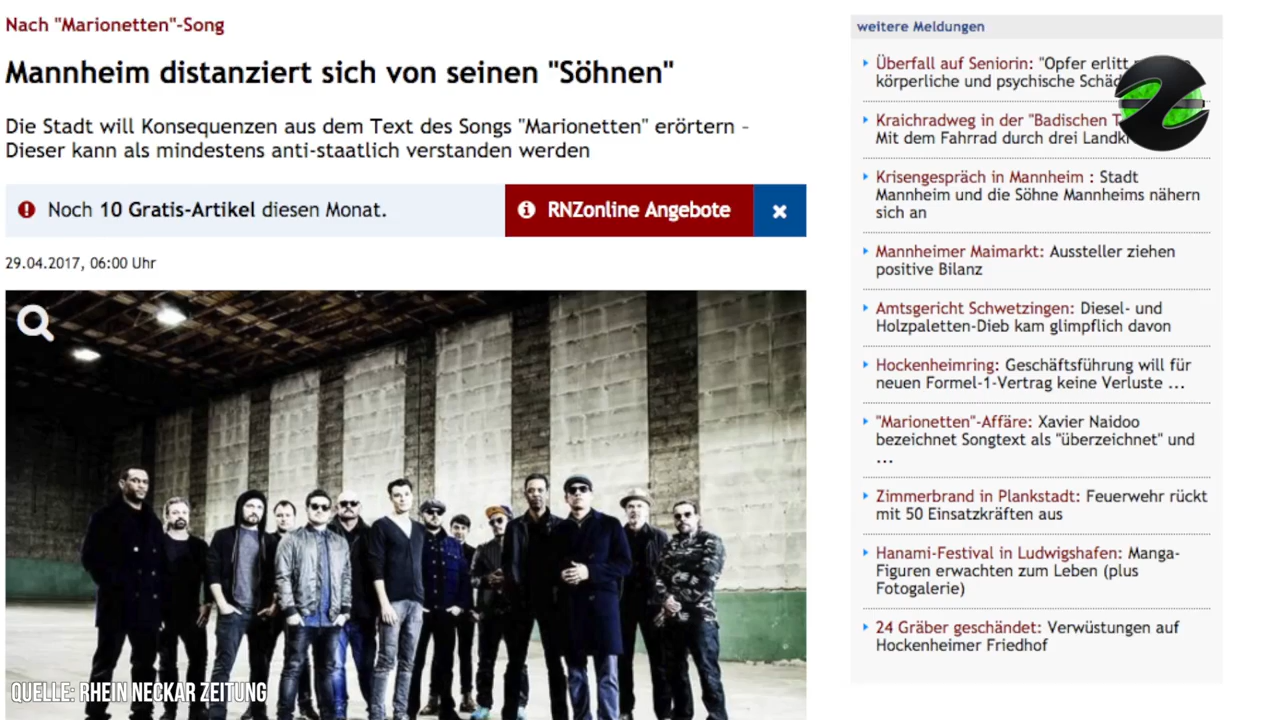 Nach "Marionetten"-Song
Mannheim distanziert sich von seinen "Söhnen"
Die Stadt will Konsequenzen aus dem Text des Songs "Marionetten" erörtern –
Dieser kann als mindestens anti-staatlich verstanden werden
Noch 10 Gratis-Artikel diesen Monat.
RNZonline Angebote
29.04.2017, 06:00 Uhr
QUELLE: RHEIN NECKAR ZEITUNG
weitere Meldungen
Überfall auf Seniorin: "Opfer erlitt
körperliche und psychische
Kraichradweg in der "Badischen
Mit dem Fahrrad durch drei
Krisengespräch in Mannheim : Stadt
Mannheim und die Söhne Mannheims nähern
sich an
Mannheimer Maimarkt: Aussteller ziehen
positive Bilanz
Amtsgericht Schwetzingen: Diesel- und
Holzpaletten-Dieb kam glimpflich davon
Hockenheimring: Geschäftsführung will für
neuen Formel-1-Vertrag keine Verluste ...
"Marionetten"-Affäre: Xavier Naidoo
bezeichnet Songtext als "überzeichnet" und
...
Zimmerbrand in Plankstadt: Feuerwehr rückt
mit 50 Einsatzkräften aus
Hanami-Festival in Ludwigshafen: Manga-
Figuren erwachten zum Leben (plus
Fotogalerie)
24 Gräber geschändet: Verwüstungen auf
Hockenheimer Friedhof